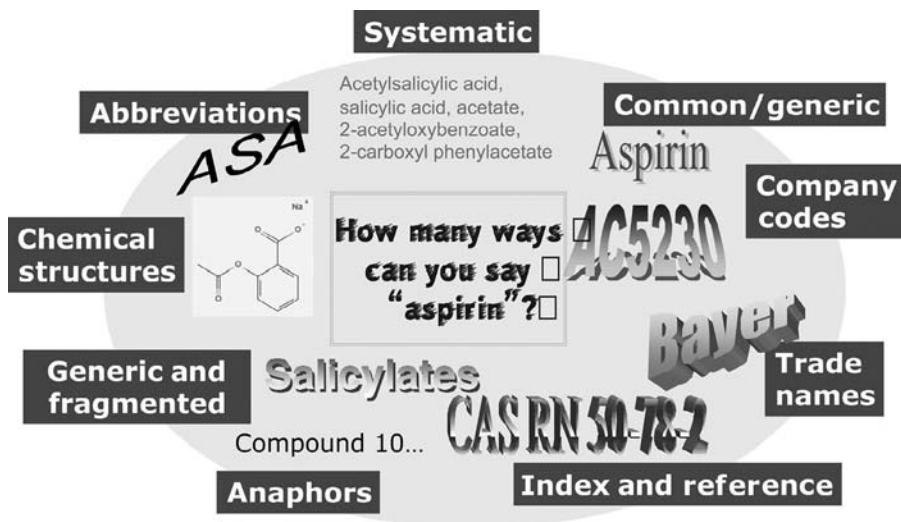 Systematic
Acetylsalicylic acid,
salicylic acid, acetate,
2-acetyloxybenzoate,
2-carboxyl phenylacetate
Abbreviations
ASA
Common/generic
Aspirin
Company
codes
AC5230
Chemical
structures
Na+
O
O-
O
O
How many ways
can you say
“aspirin”?
Bayer
Trade
names
Generic and
fragmented
Salicylates
Compound 10…
CAS RN 50-78-2
Anaphors
Index and reference